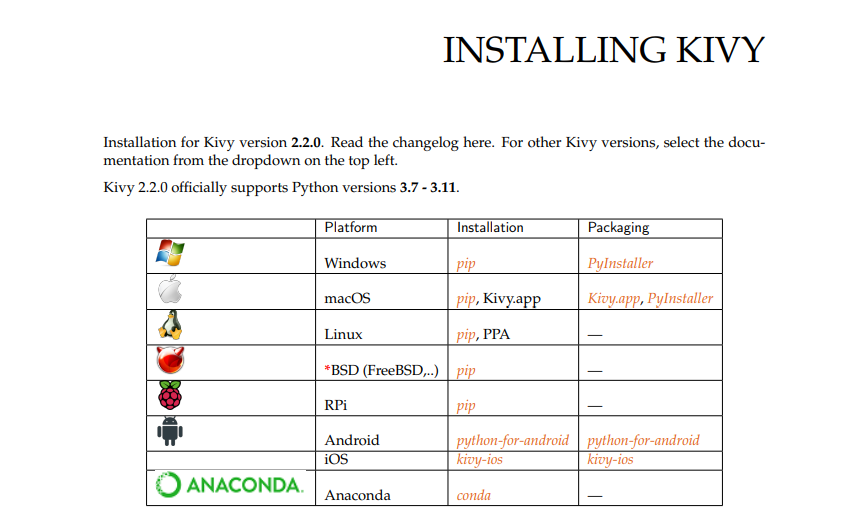 INSTALLING KIVY
Installation for Kivy version 2.2.0. Read the changelog here. For other Kivy versions, select the docu-
mentation from the dropdown on the top left.
Kivy 2.2.0 officially supports Python versions 3.7 - 3.11.
Platform Installation Packaging
Windows pip PyInstaller
macOS pip, Kivy.app Kivy.app, PyInstaller
Linux pip, PPA —
*BSD (FreeBSD,..) pip —
RPi pip —
Android python-for-android python-for-android
iOS kivy-ios kivy-ios
ANACONDA. Anaconda conda —